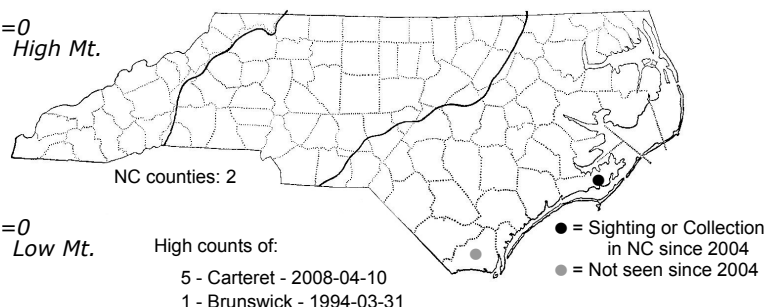 =0
High Mt.
NC counties: 2
=0
Low Mt.
High counts of:
5 - Carteret - 2008-04-10
1 - Brunswick - 1994-03-31
● = Sighting or Collection
in NC since 2004
● = Not seen since 2004